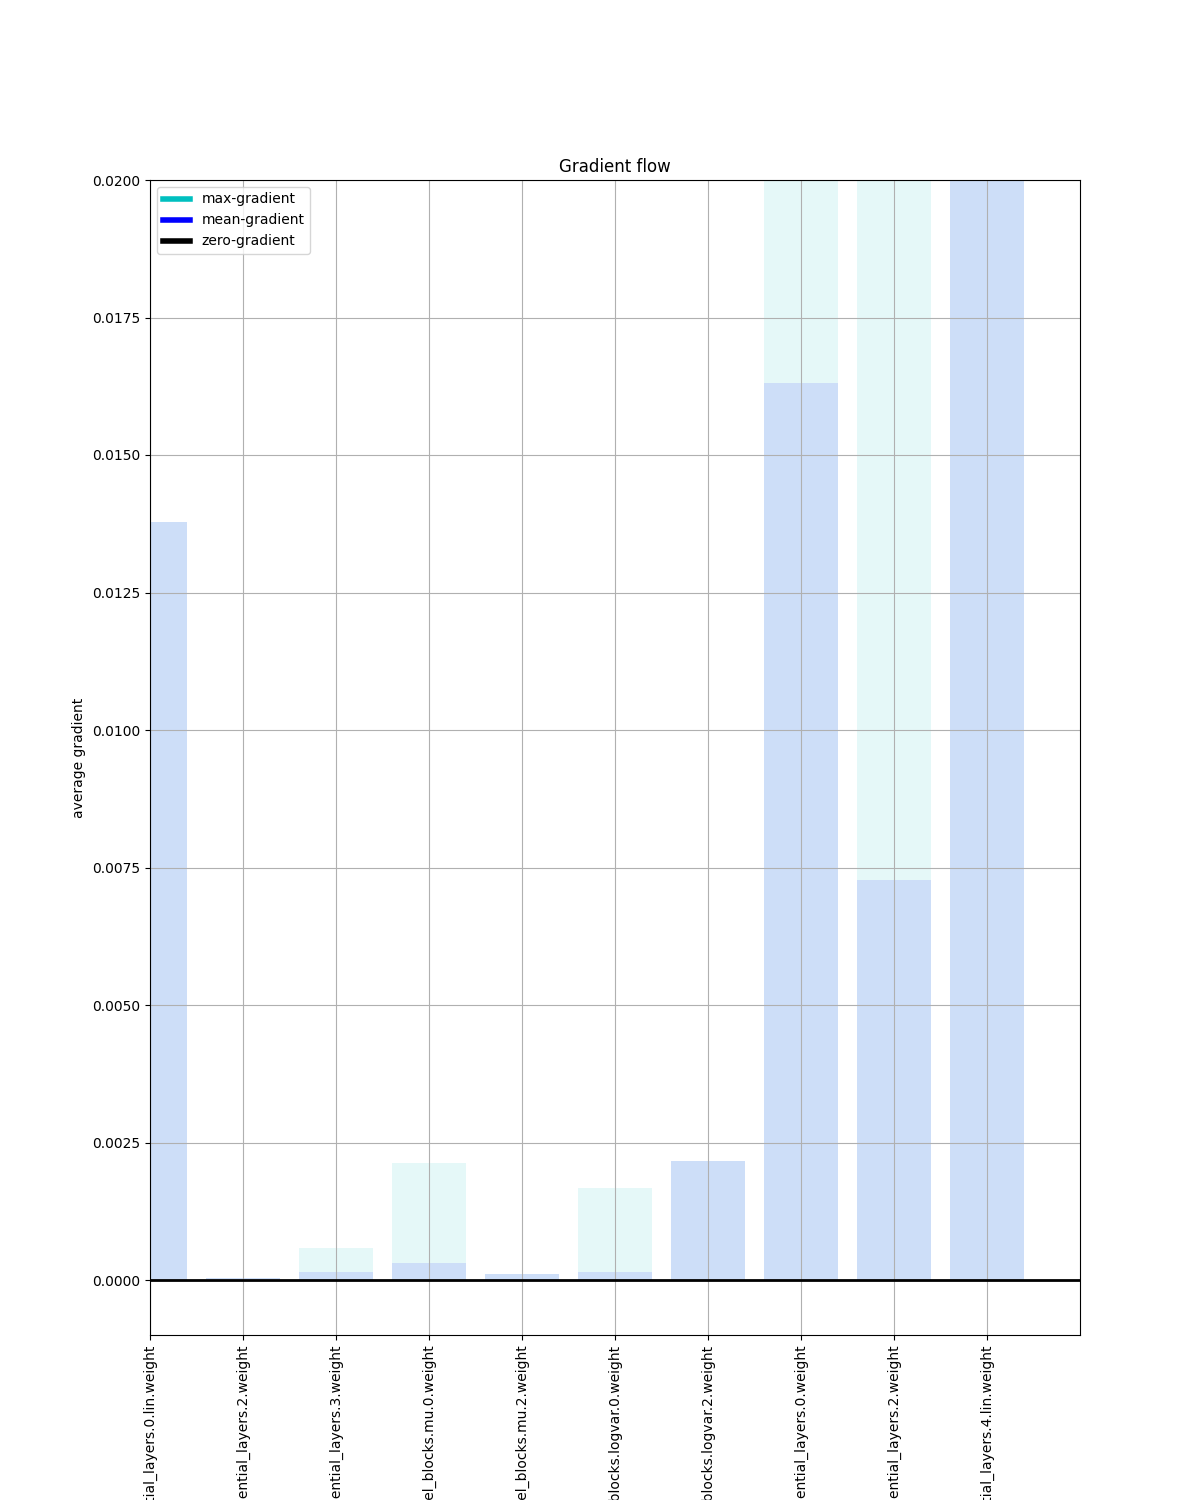 Gradient flow
max-gradient
mean-gradient
zero-gradient
0.0200
0.0175
0.0150
0.0125
0.0100
0.0075
0.0050
0.0025
0.0000
average gradient
tial_layers.0.lin.weight
ential_layers.2.weight
ential_layers.3.weight
el_blocks.mu.0.weight
el_blocks.mu.2.weight
blocks.logvar.0.weight
blocks.logvar.2.weight
ential_layers.0.weight
ential_layers.2.weight
tial_layers.4.lin.weight